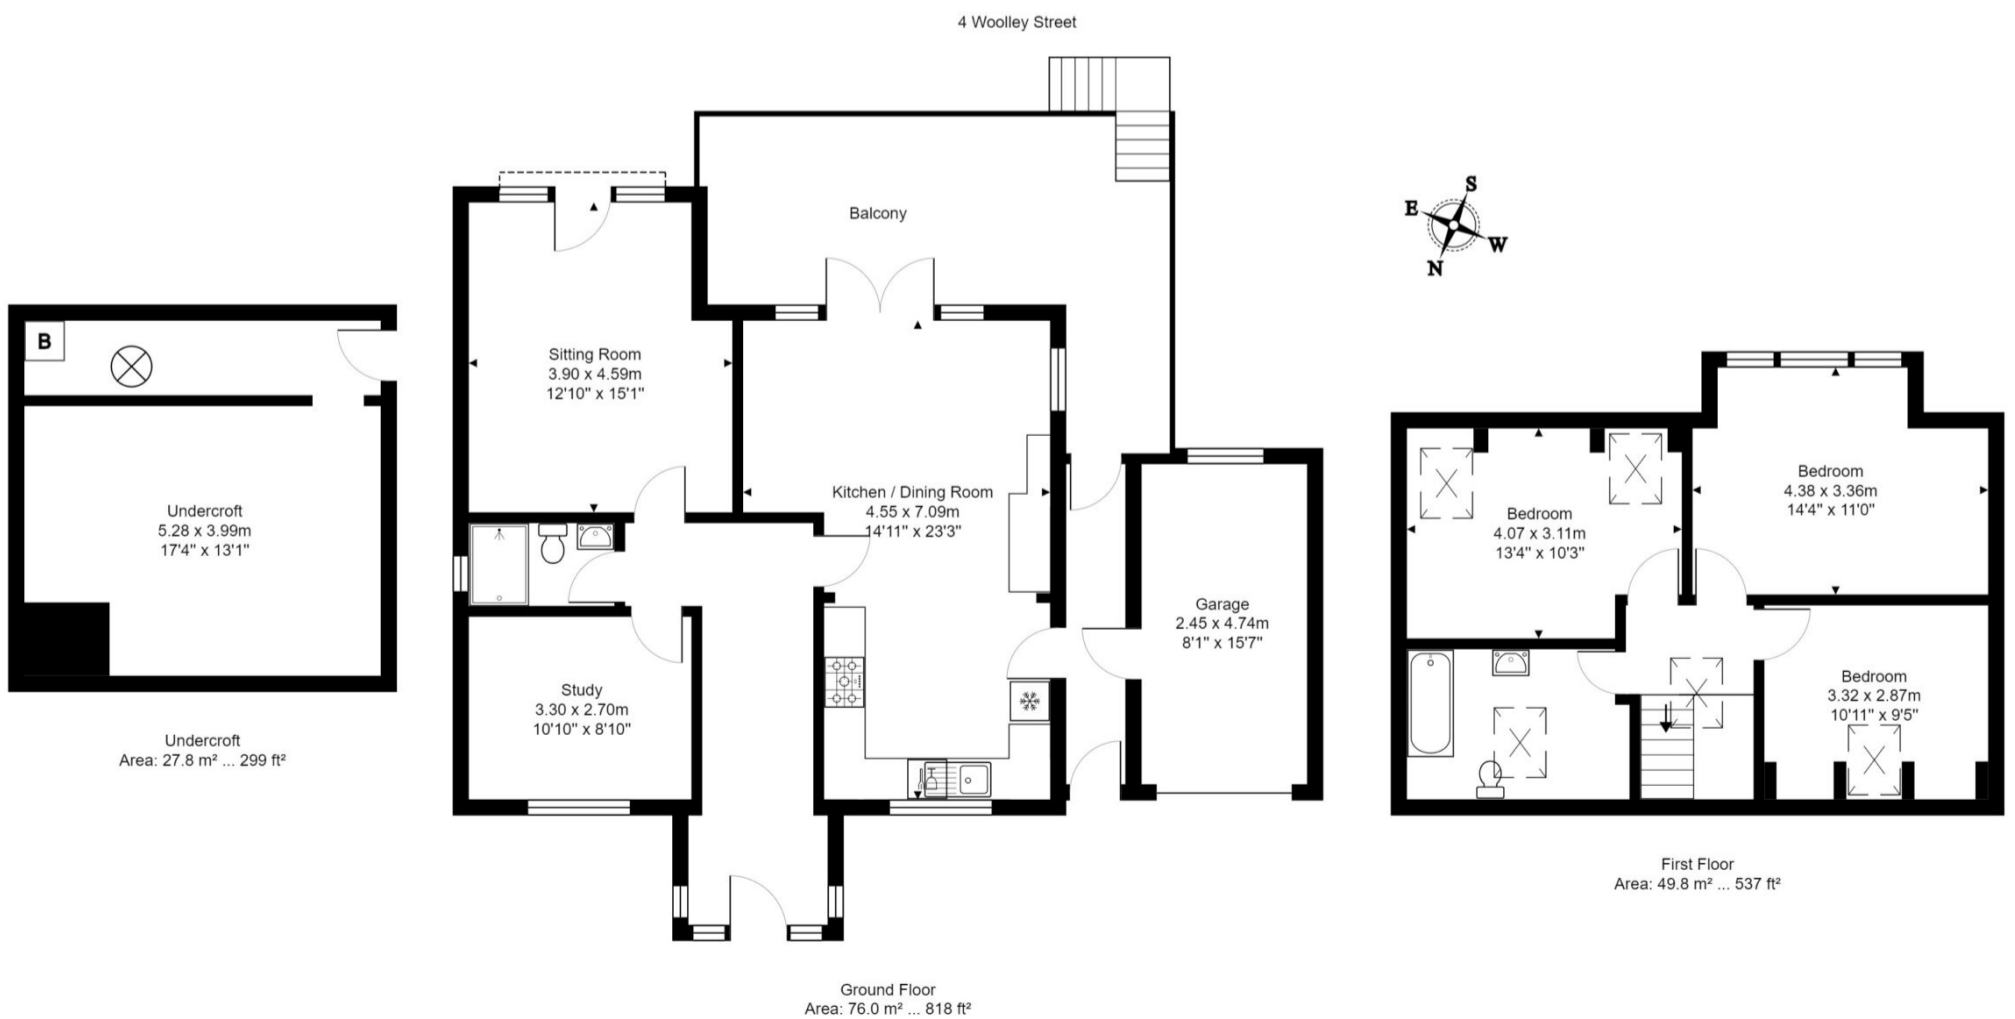 4 Woolley Street
Balcony
S
E
W
N
B
Sitting Room
3.90 x 4.59m
12'10" x 15'1"
Kitchen / Dining Room
4.55 x 7.09m
14'11" x 23'3"
Undercroft
5.28 x 3.99m
17'4" x 13'1"
Bedroom
4.07 x 3.11m
13'4" x 10'3"
Bedroom
4.38 x 3.36m
14'4" x 11'0"
Garage
2.45 x 4.74m
8'1" x 15'7"
Study
3.30 x 2.70m
10'10" x 8'10"
Bedroom
3.32 x 2.87m
10'11" x 9'5"
Undercroft
Area: 27.8 m² ... 299 ft²
First Floor
Area: 49.8 m² ... 537 ft²
Ground Floor
Area: 76.0 m² ... 818 ft²